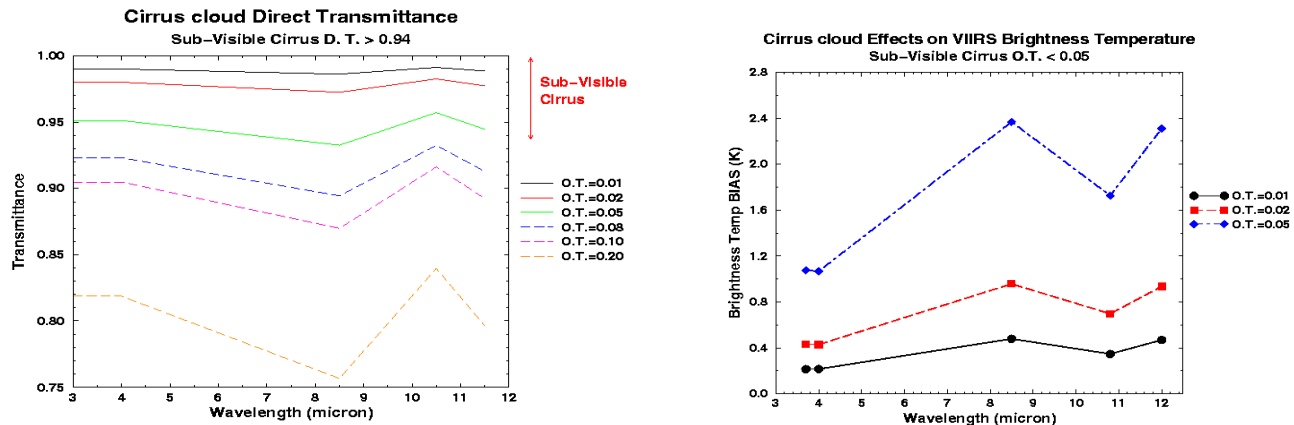 Cirrus cloud Direct Transmittance
Sub-Visible Cirrus D. T. > 0.94
1.00
0.95
0.90
0.85
0.80
0.75
Transmittance
3 4 5 6 7 8 9 10 11 12
Wavelength (micron)
Sub-Visible
Cirrus
O.T.=0.01
O.T.=0.02
O.T.=0.05
O.T.=0.08
O.T.=0.10
O.T.=0.20
Cirrus cloud Effects on VIIRS Brightness Temperature
Sub-Visible Cirrus O.T. < 0.05
2.8
2.4
2.0
1.6
1.2
0.8
0.4
0.0
Brightness Temp BIAS (K)
3 4 5 6 7 8 9 10 11 12
Wavelength (micron)
O.T.=0.01
O.T.=0.02
O.T.=0.05